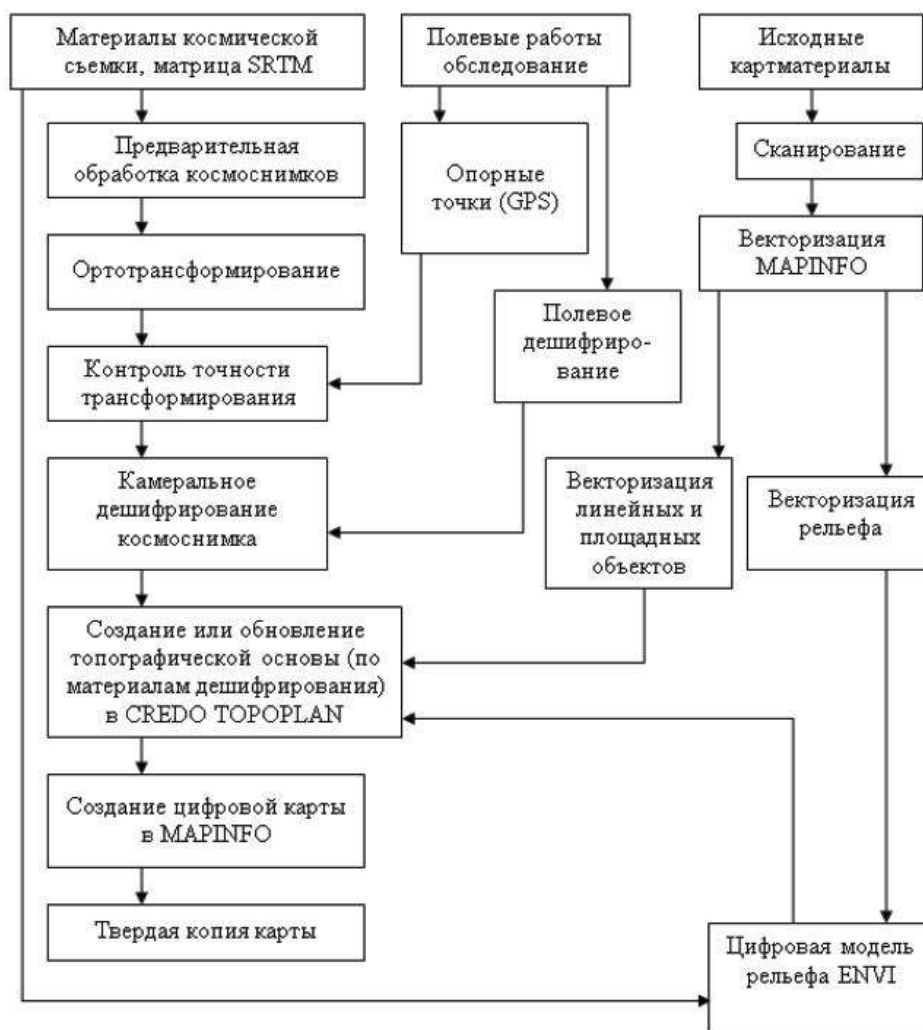 Материалы космической
съемки, матрица SRTM
Полевые работы
обследование
Исходные
картматериалы
Предварительная
обработка космоснимков
Опорные
точки (GPS)
Сканирование
Векторизация
MAPINFO
Ортотрансформирование
Полевое
дешифриро-
вание
Контроль точности
трансформирования
Камеральное
дешифрирование
космоснимка
Векторизация
линейных и
площадных
объектов
Векторизация
рельефа
Создание или обновление
топографической основы (по
материалам дешифрирования)
в CREDO TOPOPLAN
Создание цифровой карты
в MAPINFO
Твердая копия карты
Цифровая модель
рельефа ENVI